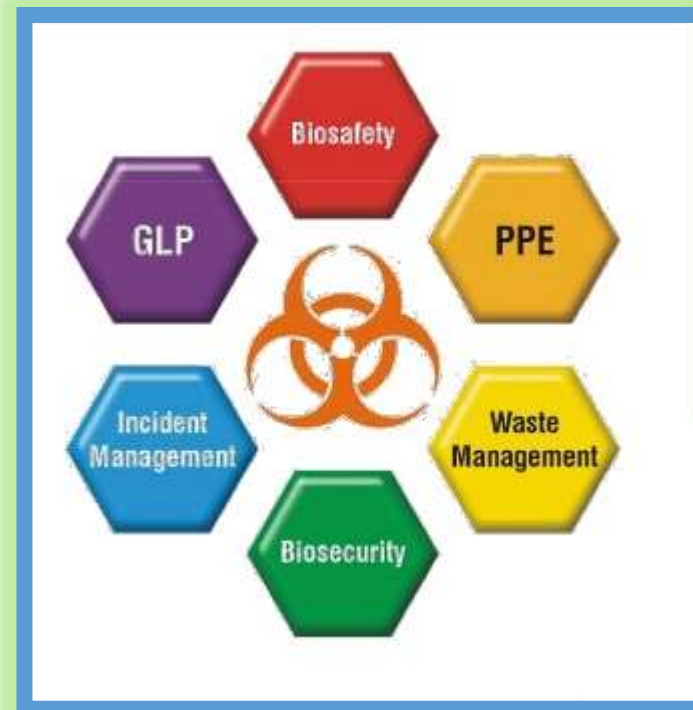 Biosafety
GLP
PPE
Incident
Management
Waste
Management
Biosecurity